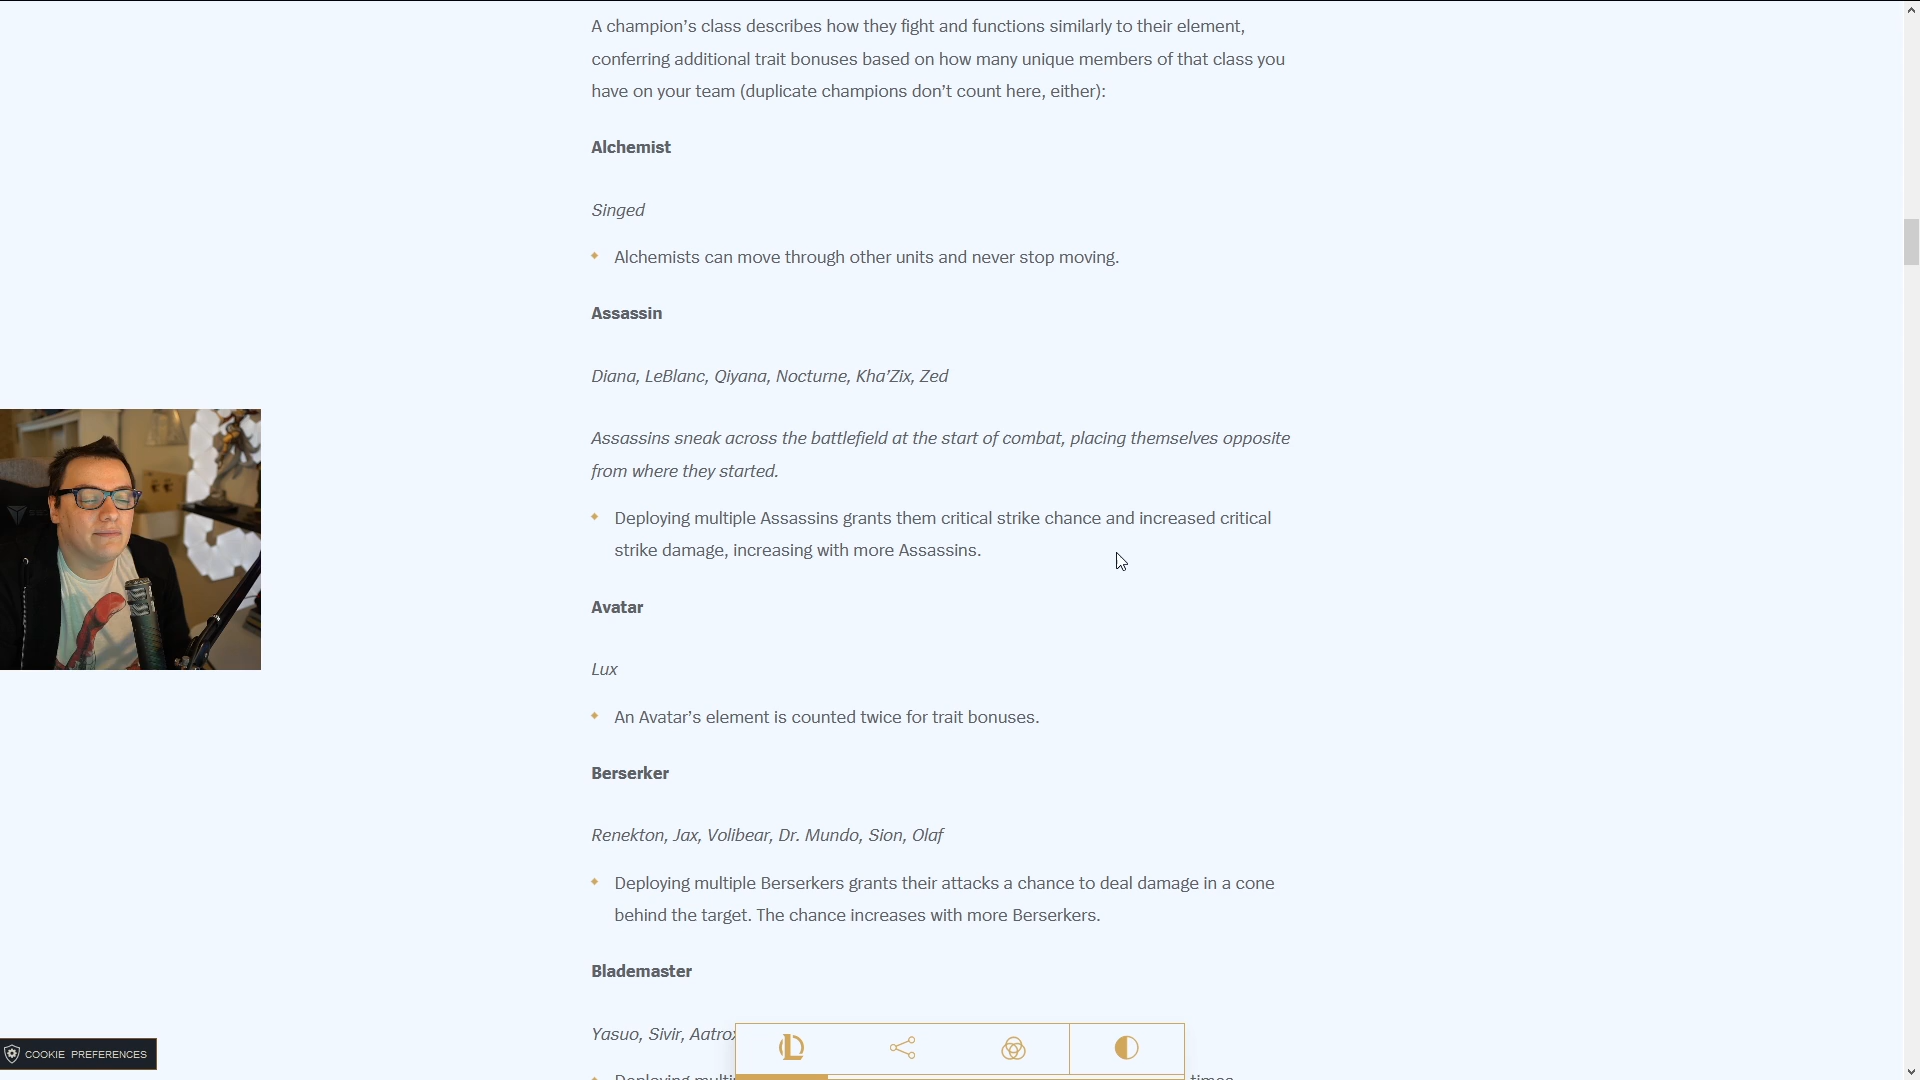 A champion’s class describes how they fight and functions similarly to their element,
conferring additional trait bonuses based on how many unique members of that class you
have on your team (duplicate champions don’t count here, either):
Alchemist
Singed
Alchemists can move through other units and never stop moving.
Assassin
Diana, LeBlanc, Qiyana, Nocturne, Kha’Zix, Zed
Assassins sneak across the battlefield at the start of combat, placing themselves opposite
from where they started.
Deploying multiple Assassins grants them critical strike chance and increased critical
strike damage, increasing with more Assassins.
Avatar
Lux
An Avatar’s element is counted twice for trait bonuses.
Berserker
Renekton, Jax, Volibear, Dr. Mundo, Sion, Olaf
Deploying multiple Berserkers grants their attacks a chance to deal damage in a cone
behind the target. The chance increases with more Berserkers.
Blademaster
Yasuo, Sivir, Aatrox
COOKIE PREFERENCES